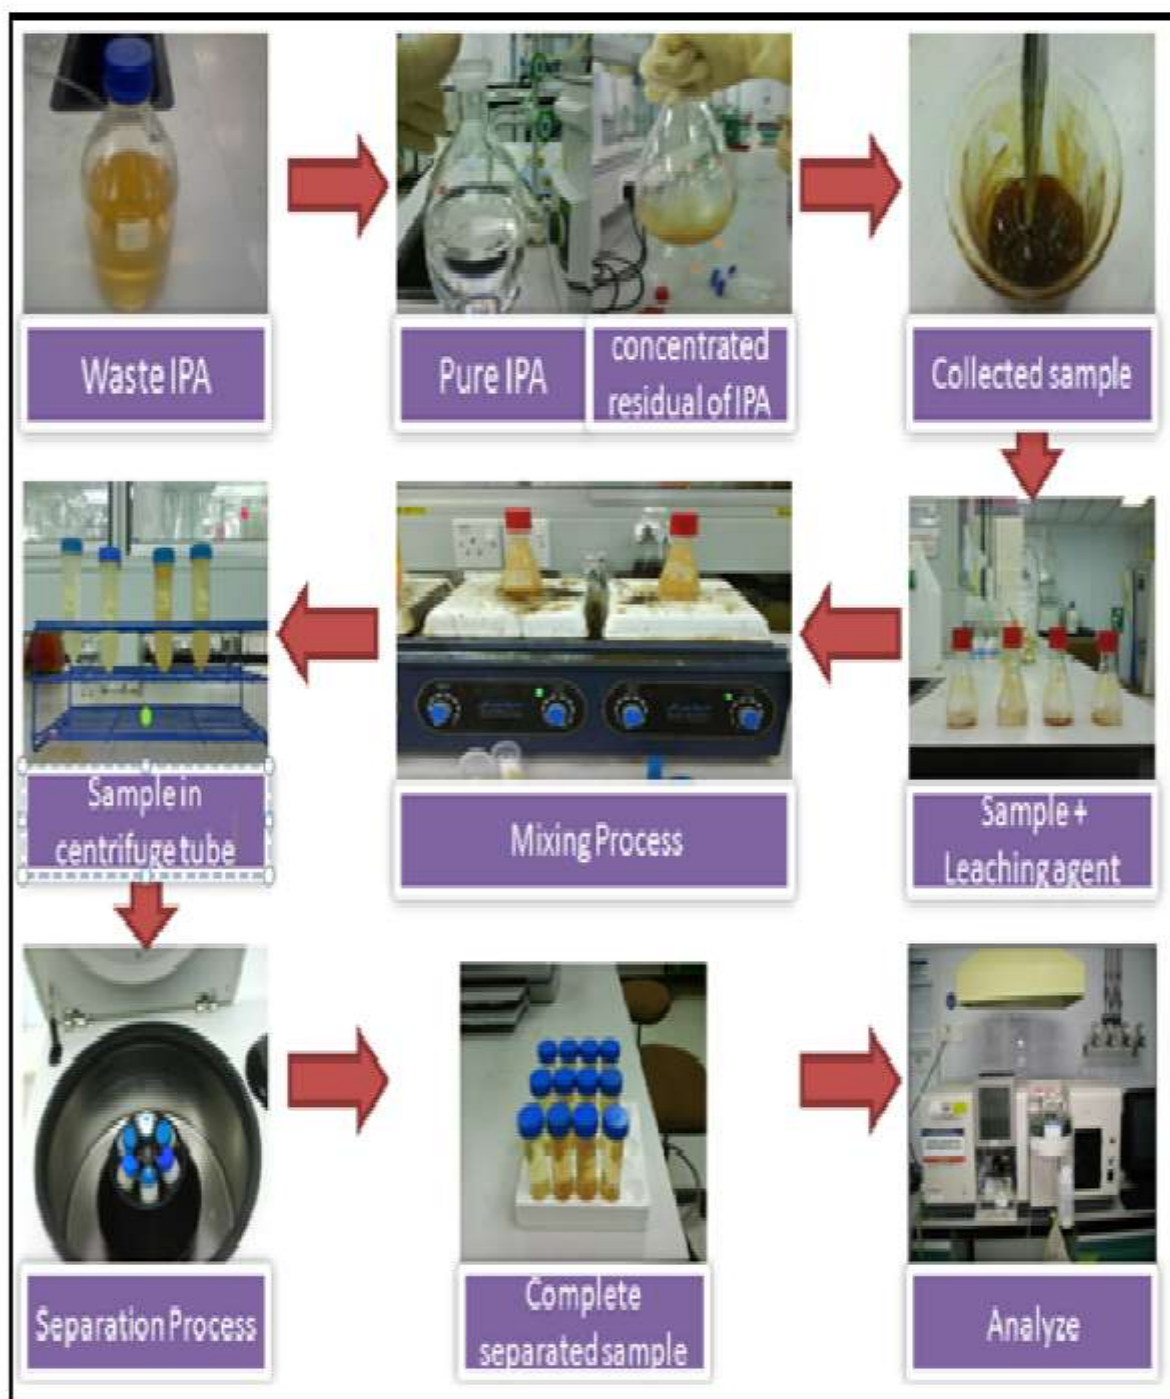 Waste IPA
Pure IPA
concentrated
residual of IPA
Collected sample
Sample in
centrifuge tube
Mixing Process
Sample +
Leaching agent
Separation Process
Complete
separated sample
Analyze